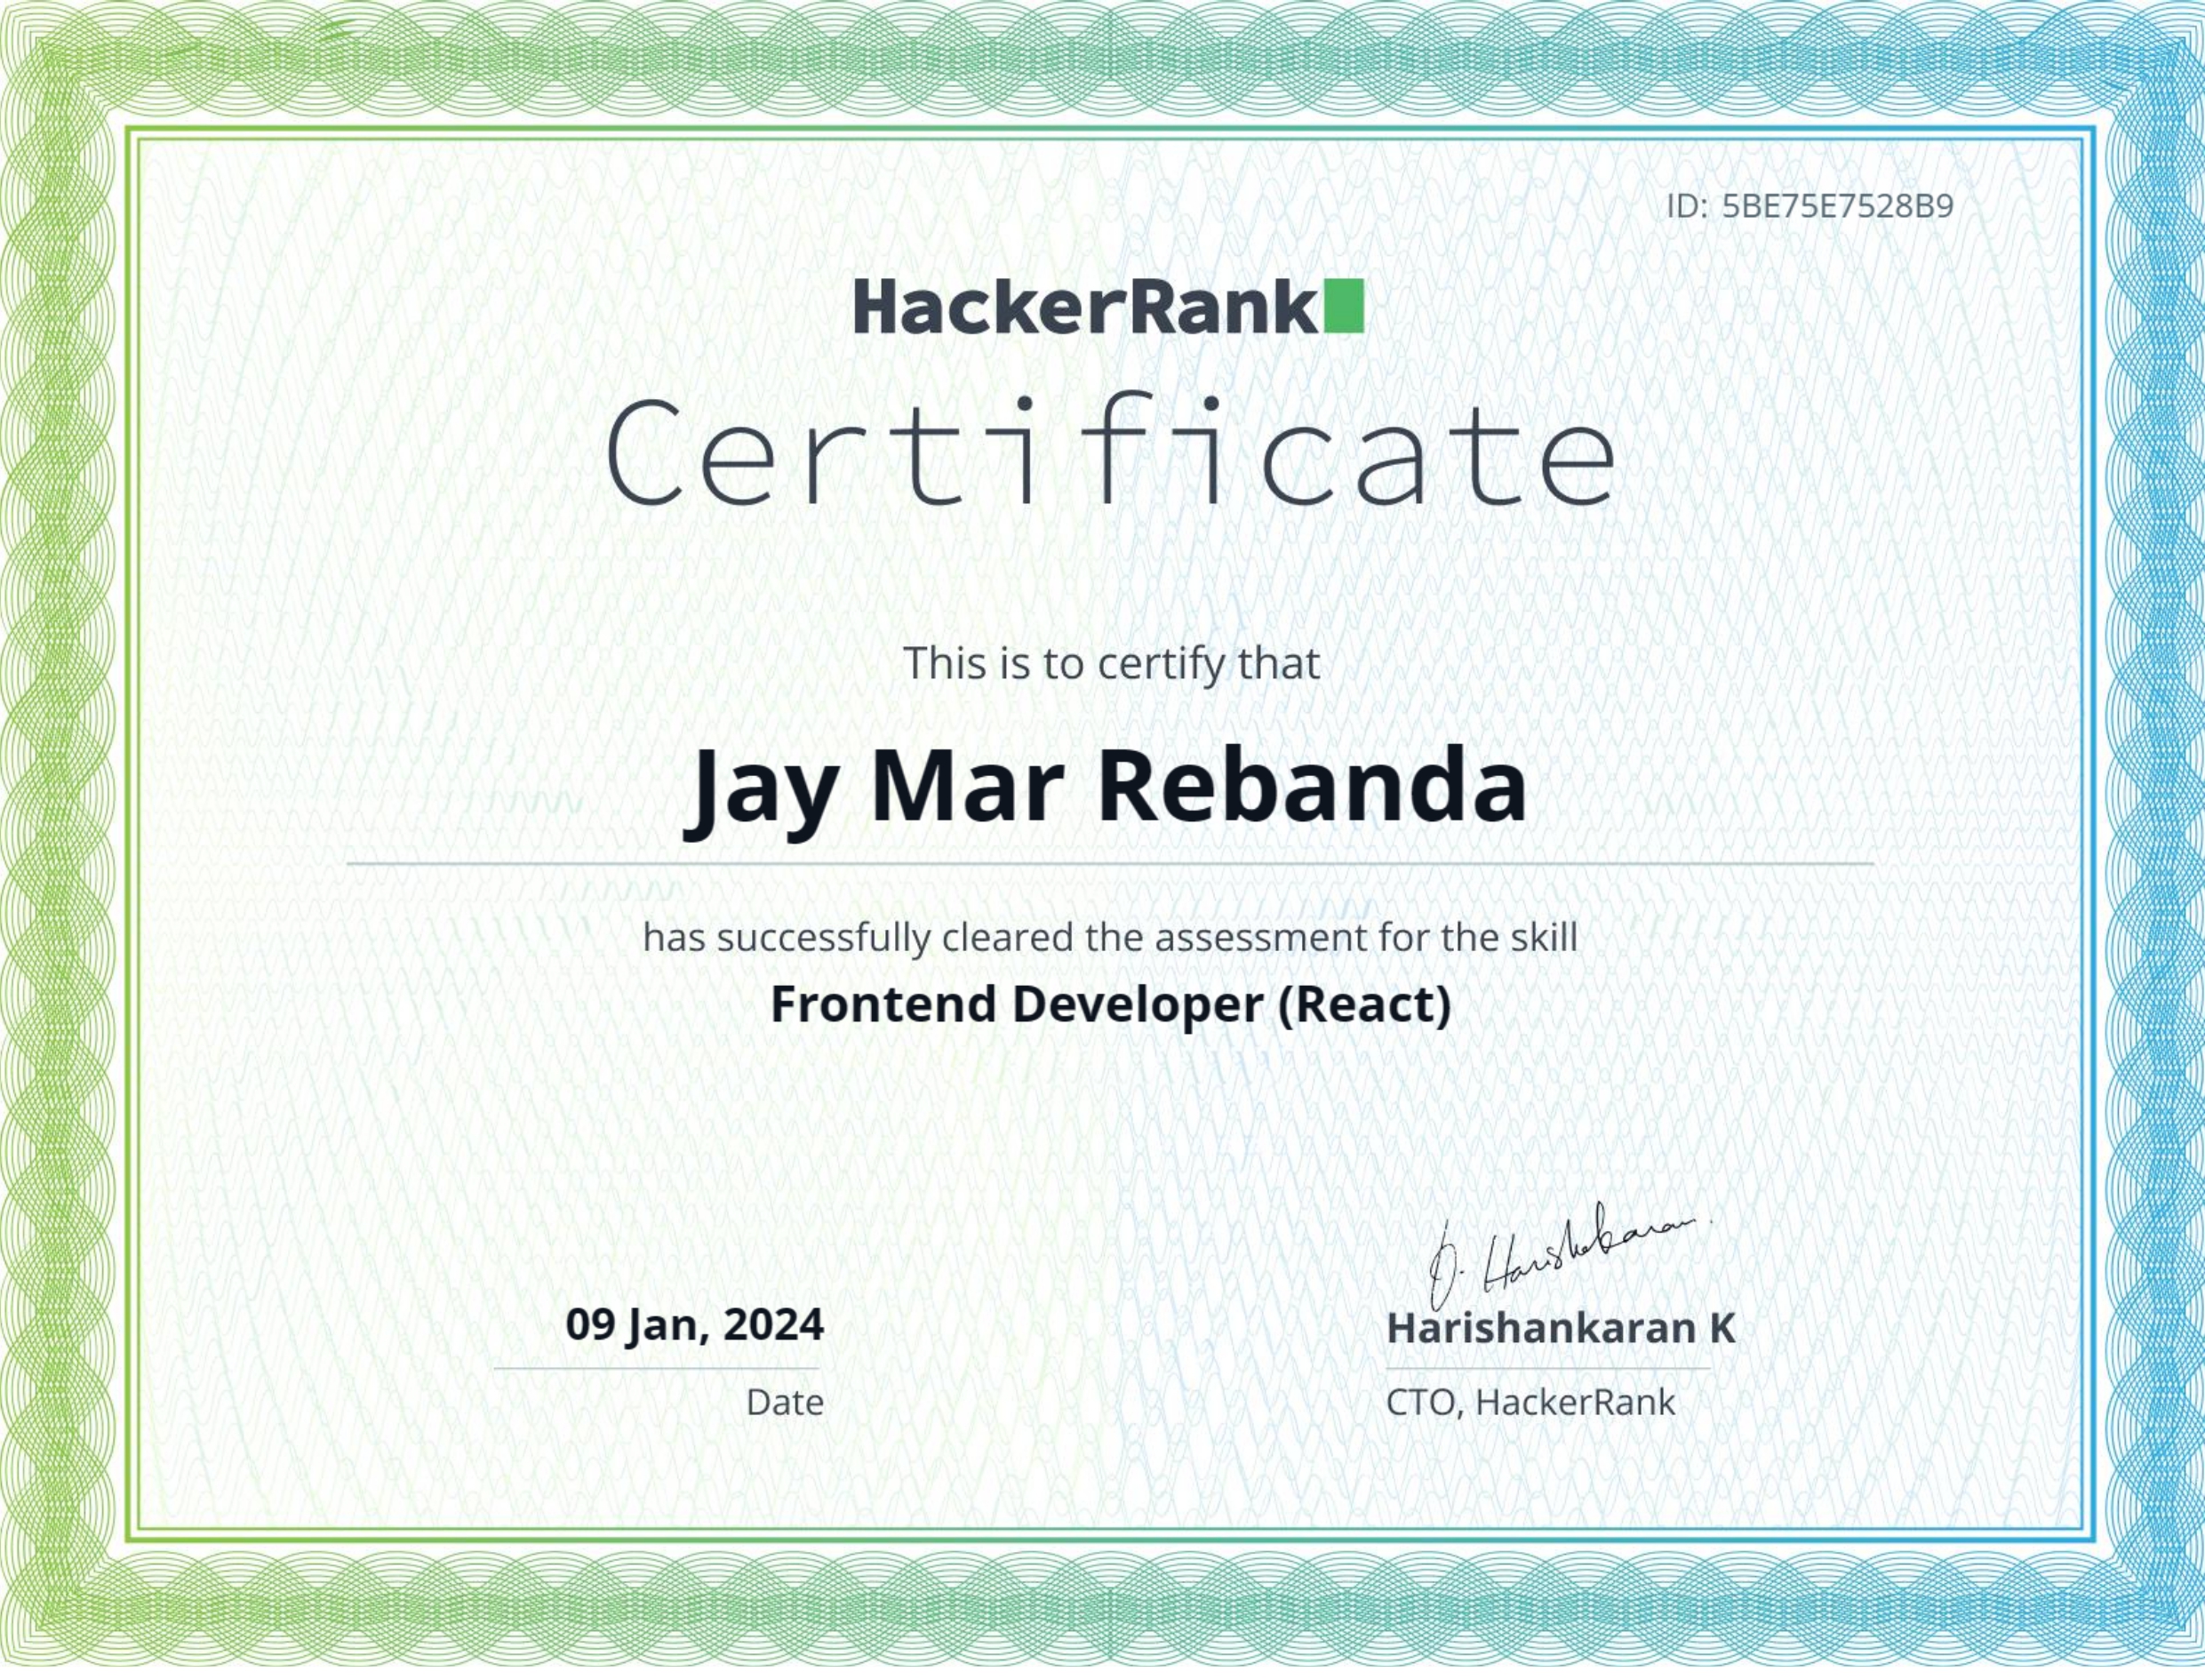 ID: 5BE75E7528B9
HackerRank
Certificate
This is to certify that
Jay Mar Rebanda
has successfully cleared the assessment for the skill
Frontend Developer (React)
09 Jan, 2024
Date
Harishankaran K
CTO, HackerRank